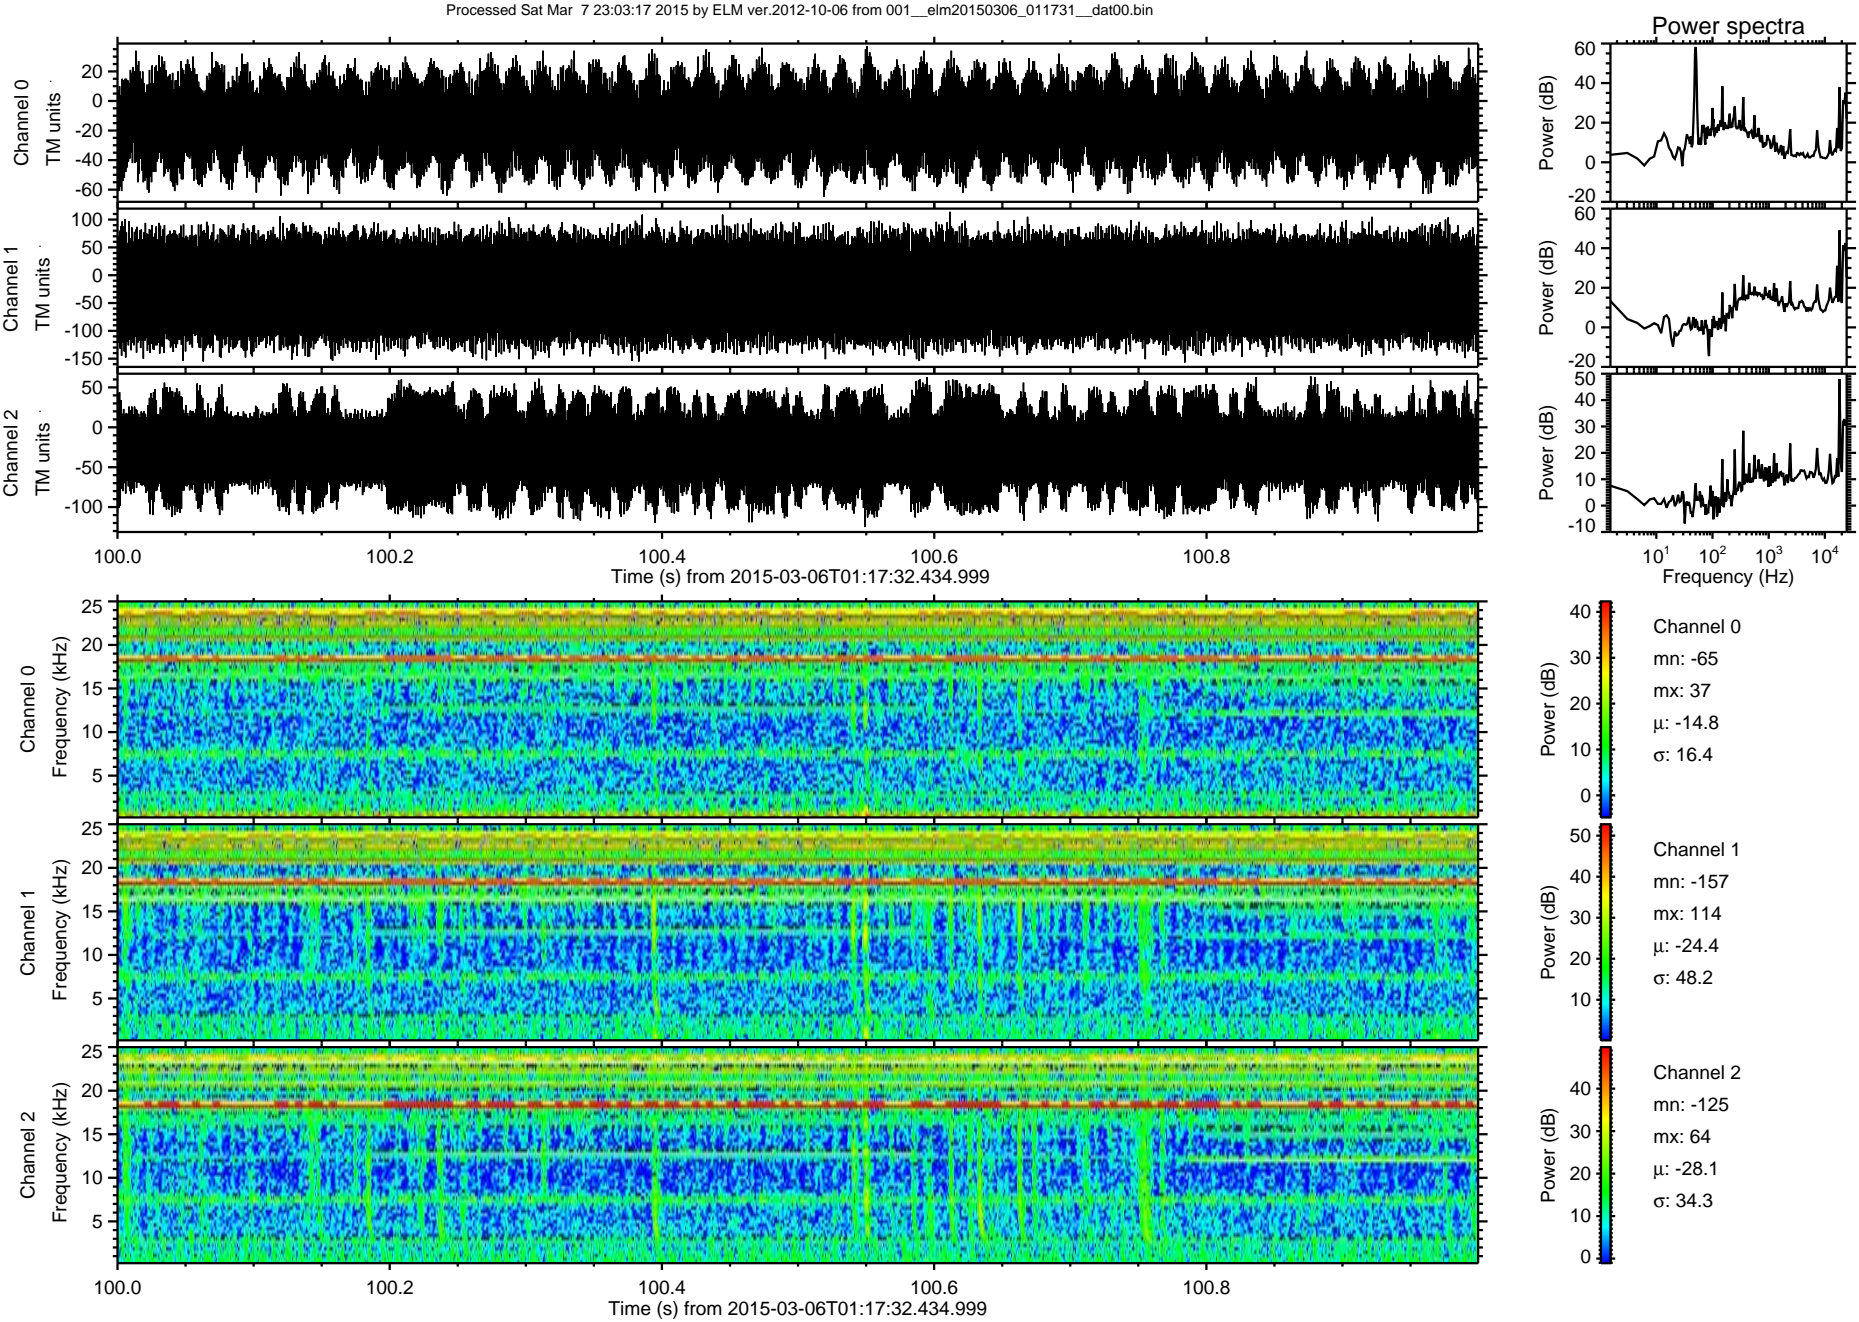 Processed Sat Mar 7 23:03:17 2015 by ELM ver.2012-10-06 from 001__elm20150306_011731__dat00.bin
Power spectra
Channel 0
TM units
20
0
-20
-40
-60
Power (dB)
60
40
20
0
-20
Channel 1
TM units
100
50
0
-50
-100
-150
Power (dB)
60
40
20
0
-20
Channel 2
TM units
50
0
-50
-100
Power (dB)
50
40
30
20
10
0
-10
100.0 100.2 100.4 100.6 100.8
Time (s) from 2015-03-06T01:17:32.434.999
10¹ 10² 10³ 10⁴
Frequency (Hz)
Channel 0
Frequency (kHz)
25
20
15
10
5
Power (dB)
40
30
20
10
0
Channel 0
mn: -65
mx: 37
μ: -14.8
σ: 16.4
Channel 1
Frequency (kHz)
25
20
15
10
5
Power (dB)
50
40
30
20
10
Channel 1
mn: -157
mx: 114
μ: -24.4
σ: 48.2
Channel 2
Frequency (kHz)
25
20
15
10
5
Power (dB)
40
30
20
10
0
Channel 2
mn: -125
mx: 64
μ: -28.1
σ: 34.3
100.0 100.2 100.4 100.6 100.8
Time (s) from 2015-03-06T01:17:32.434.999